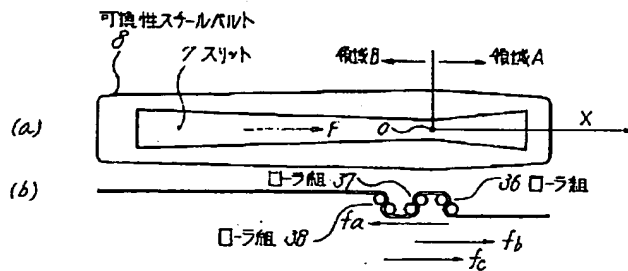 可撓性スチールベルト
8
7 スリット
領域B
領域A
(a)
F
O
X
(b)
ローラ組 37
36 ローラ組
ローラ組 38
fa
fb
fc